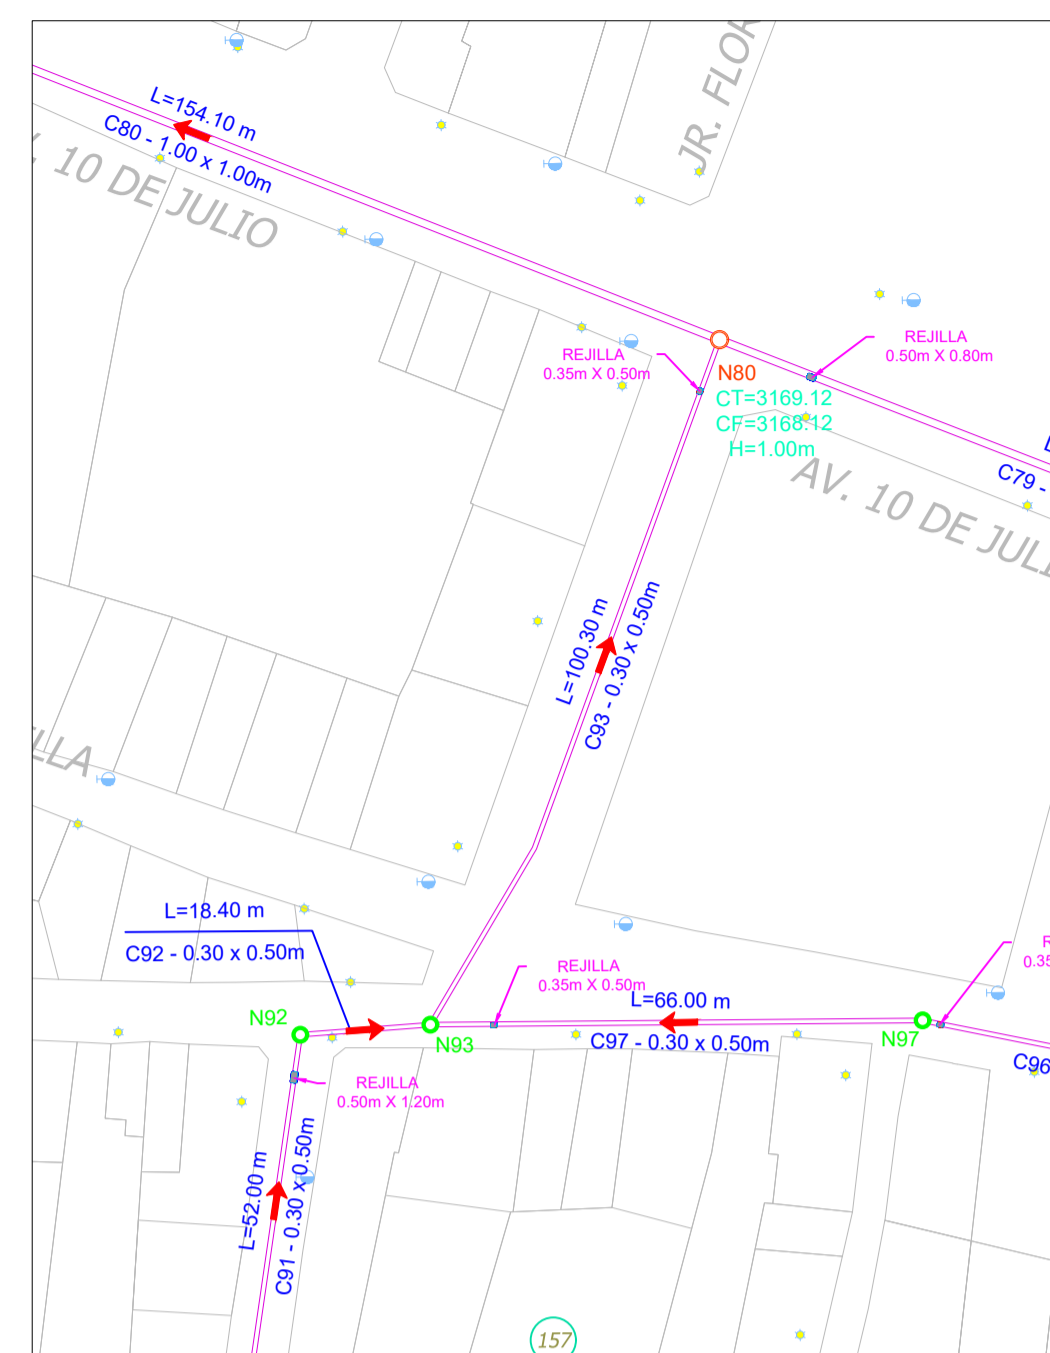 JR. FLOR
L=154.10 m
C80 - 1.00 x 1.00m
. 10 DE JULIO
REJILLA
0.35m X 0.50m
REJILLA
0.50m X 0.80m
N80
CT=3169.12
CF=3168.12
H=1.00m
C79 -
AV. 10 DE JULI
L=100.30 m
C93 - 0.30 x 0.50m
LLA
L=18.40 m
C92 - 0.30 x 0.50m
REJILLA
0.35m X 0.50m
0.35
L=66.00 m
C97 - 0.30 x 0.50m
N92
N93
N97
C96
REJILLA
0.50m X 1.20m
L=52.00 m
C91 - 0.30 x 0.50m
157